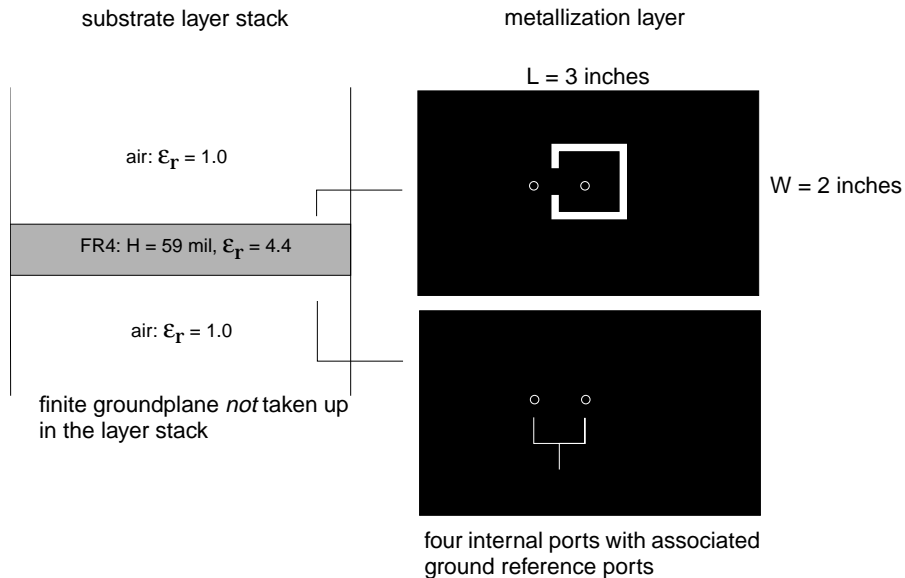 substrate layer stack
metallization layer
L = 3 inches
air: εr = 1.0
W = 2 inches
FR4: H = 59 mil, εr = 4.4
air: εr = 1.0
finite groundplane not taken up
in the layer stack
four internal ports with associated
ground reference ports